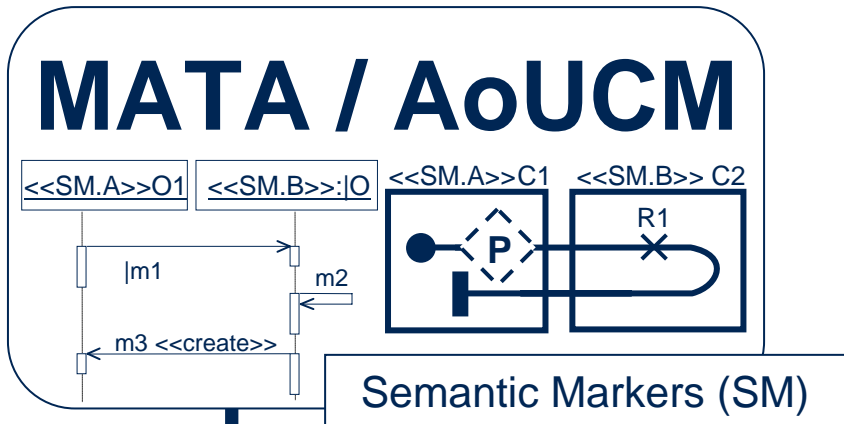 MATA / AoUCM
<<SM.A>>O1 <<SM.B>>:|O <<SM.A>>C1 <<SM.B>> C2
R1
P
|m1
m2
m3 <<create>>
Semantic Markers (SM)